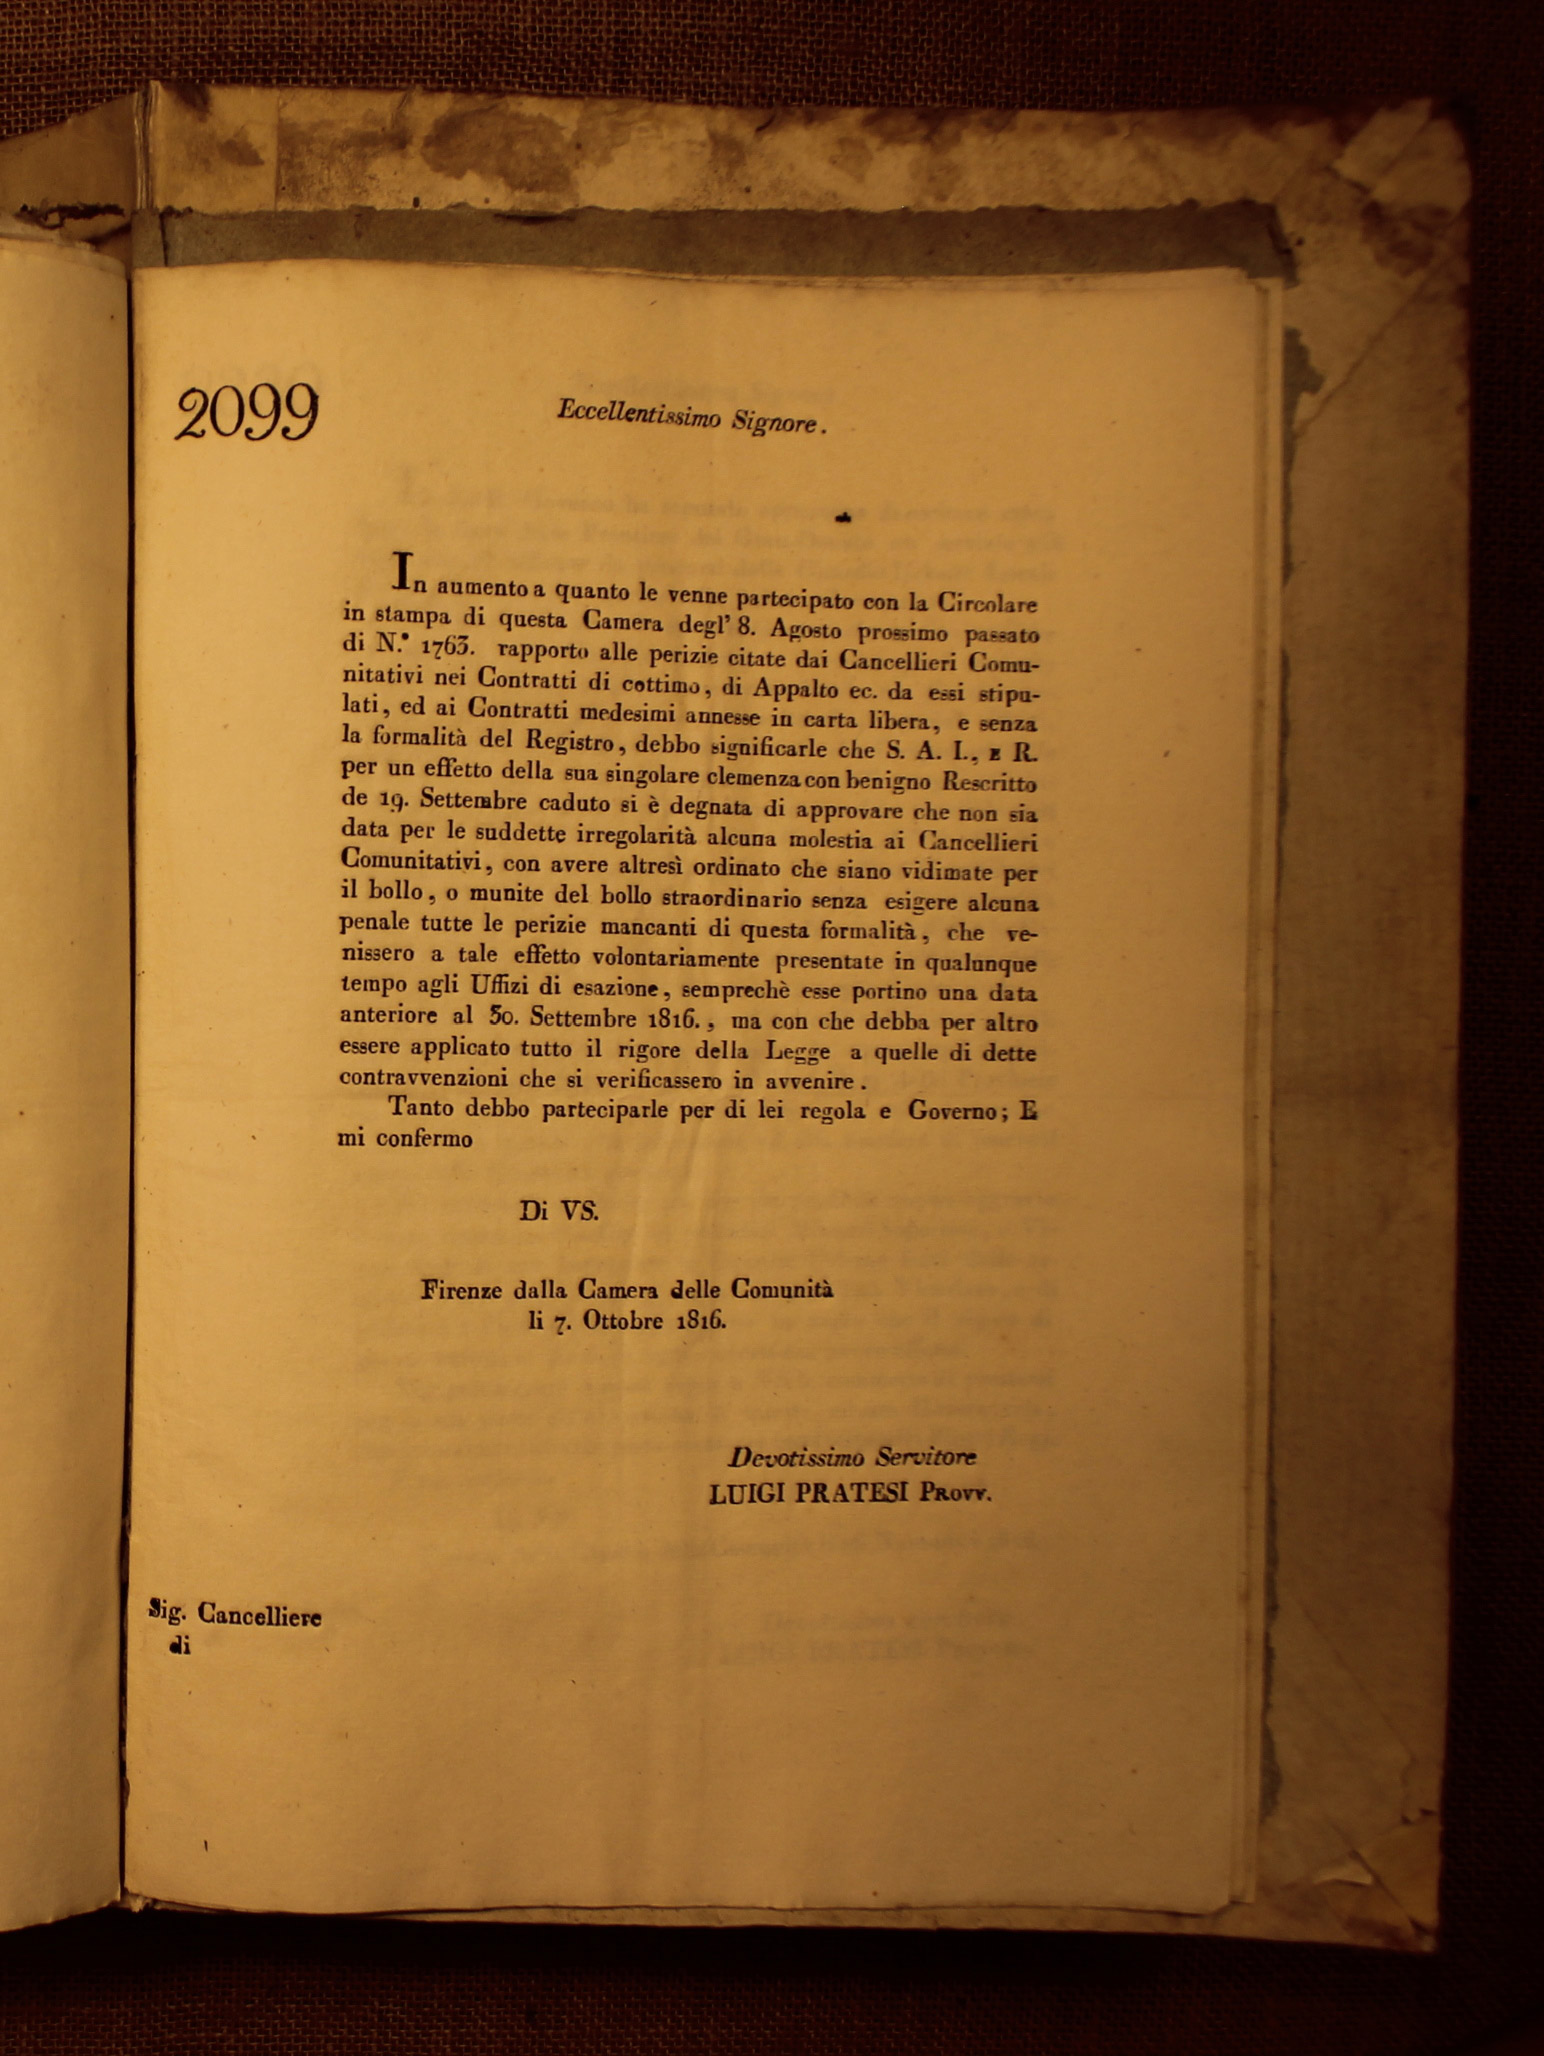 2099
Eccellentissimo Signore.
In aumento a quanto le venne partecipato con la Circolare
in stampa di questa Camera degl' 8. Agosto prossimo passato
di N.° 1763. rapporto alle perizie citate dai Cancellieri Comu-
nitativi nei Contratti di cottimo, di Appalto ec. da essi stipu-
lati, ed ai Contratti medesimi annesse in carta libera, e senza
la formalità del Registro, debbo significarle che S. A. I., E R.
per un effetto della sua singolare clemenza con benigno Rescritto
de 19. Settembre caduto si è degnata di approvare che non sia
data per le suddette irregolarità alcuna molestia ai Cancellieri
Comunitativi, con avere altresì ordinato che siano vidimate per
il bollo, o munite del bollo straordinario senza esigere alcuna
penale tutte le perizie mancanti di questa formalità, che ve-
nissero a tale effetto volontariamente presentate in qualunque
tempo agli Uffizi di esazione, semprechè esse portino una data
anteriore al 30. Settembre 1816., ma con che debba per altro
essere applicato tutto il rigore della Legge a quelle di dette
contravvenzioni che si verificassero in avvenire.
Tanto debbo parteciparle per di lei regola e Governo; E
mi confermo
Di VS.
Firenze dalla Camera delle Comunità
li 7. Ottobre 1816.
Devotissimo Servitore
LUIGI PRATESI PROVV.
Sig. Cancelliere
di